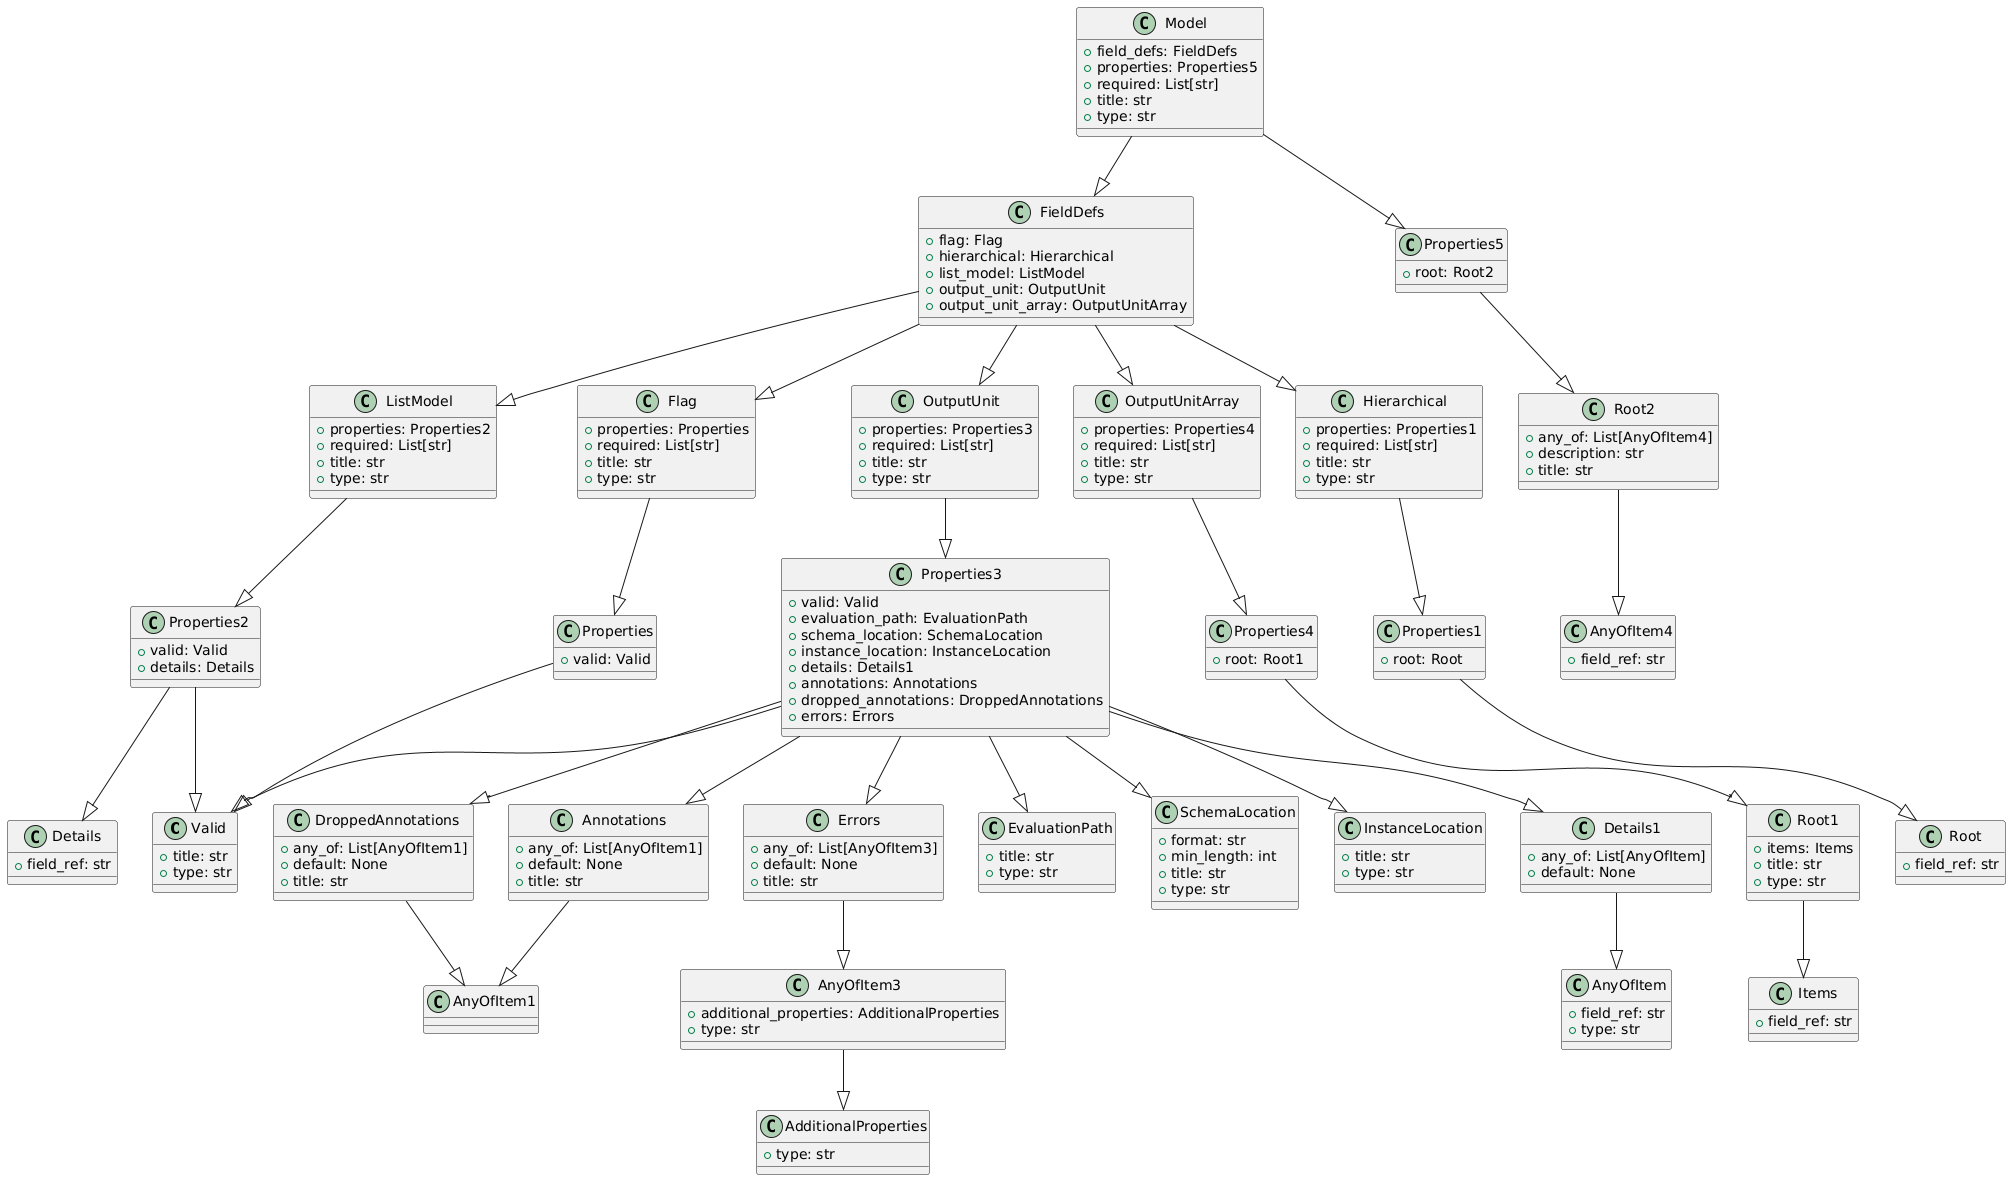 C Model
field_defs: FieldDefs
properties: Properties5
required: List[str]
title: str
type: str
C FieldDefs
flag: Flag
hierarchical: Hierarchical
list_model: ListModel
output_unit: OutputUnit
output_unit_array: OutputUnitArray
C Properties5
root: Root2
C ListModel
properties: Properties2
required: List[str]
title: str
type: str
C Flag
properties: Properties
required: List[str]
title: str
type: str
C OutputUnit
properties: Properties3
required: List[str]
title: str
type: str
C OutputUnitArray
properties: Properties4
required: List[str]
title: str
type: str
C Hierarchical
properties: Properties1
required: List[str]
title: str
type: str
C Root2
any_of: List[AnyOfItem4]
description: str
title: str
C Properties2
valid: Valid
details: Details
C Properties
valid: Valid
C Properties3
valid: Valid
evaluation_path: EvaluationPath
schema_location: SchemaLocation
instance_location: InstanceLocation
details: Details1
annotations: Annotations
dropped_annotations: DroppedAnnotations
errors: Errors
C Properties4
root: Root1
C Properties1
root: Root
C AnyOfItem4
field_ref: str
C Details
field_ref: str
C Valid
title: str
type: str
C DroppedAnnotations
any_of: List[AnyOfItem1]
default: None
title: str
C Annotations
any_of: List[AnyOfItem1]
default: None
title: str
C Errors
any_of: List[AnyOfItem3]
default: None
title: str
C EvaluationPath
title: str
type: str
C SchemaLocation
format: str
min_length: int
title: str
type: str
C InstanceLocation
title: str
type: str
C Details1
any_of: List[AnyOfItem]
default: None
C Root1
items: Items
title: str
type: str
C Root
field_ref: str
C AnyOfItem1
C AnyOfItem3
additional_properties: AdditionalProperties
type: str
C AnyOfItem
field_ref: str
type: str
C Items
field_ref: str
C AdditionalProperties
type: str